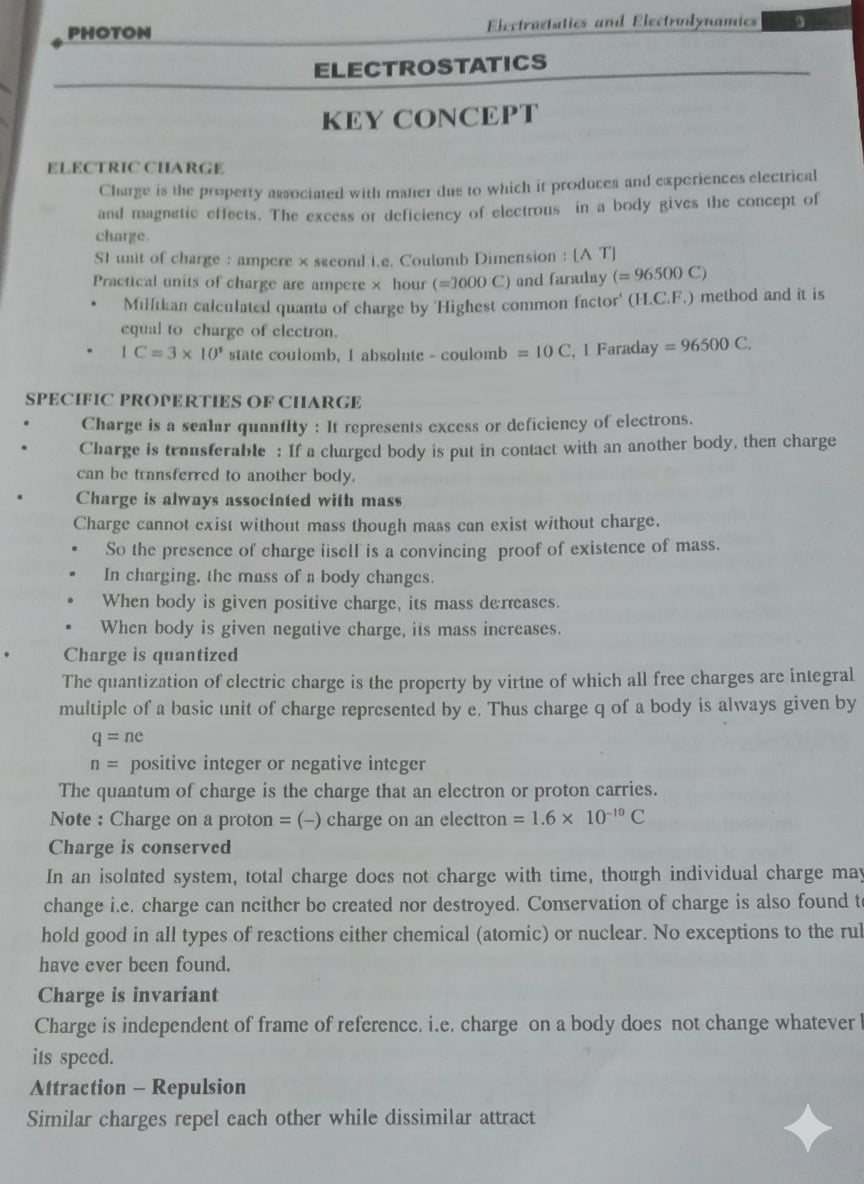 PHOTON
Electrostatics and Electrodynamics 9
ELECTROSTATICS
KEY CONCEPT
ELECTRIC CHARGE
Charge is the property associated with matter due to which it produces and experiences electrical
and magnetic effects. The excess or deficiency of electrons in a body gives the concept of
charge.
SI unit of charge : ampere × second i.e. Coulomb Dimension : [A T]
Practical units of charge are ampere × hour (=3600 C) and faraday (= 96500 C)
• Millikan calculated quanta of charge by 'Highest common factor' (H.C.F.) method and it is
equal to charge of electron.
• 1 C = 3 × 10⁹ state coulomb, 1 absolute - coulomb = 10 C, 1 Faraday = 96500 C.
SPECIFIC PROPERTIES OF CHARGE
• Charge is a scalar quantity : It represents excess or deficiency of electrons.
• Charge is transferable : If a charged body is put in contact with an another body, then charge
can be transferred to another body.
• Charge is always associated with mass
Charge cannot exist without mass though mass can exist without charge.
• So the presence of charge itself is a convincing proof of existence of mass.
• In charging, the mass of a body changes.
• When body is given positive charge, its mass decreases.
• When body is given negative charge, its mass increases.
• Charge is quantized
The quantization of electric charge is the property by virtue of which all free charges are integral
multiple of a basic unit of charge represented by e. Thus charge q of a body is always given by
q = ne
n = positive integer or negative integer
The quantum of charge is the charge that an electron or proton carries.
Note : Charge on a proton = (–) charge on an electron = 1.6 × 10⁻¹⁹ C
Charge is conserved
In an isolated system, total charge does not charge with time, though individual charge may
change i.e. charge can neither be created nor destroyed. Conservation of charge is also found
hold good in all types of reactions either chemical (atomic) or nuclear. No exceptions to the
have ever been found.
Charge is invariant
Charge is independent of frame of reference. i.e. charge on a body does not change whatever
its speed.
Attraction – Repulsion
Similar charges repel each other while dissimilar attract